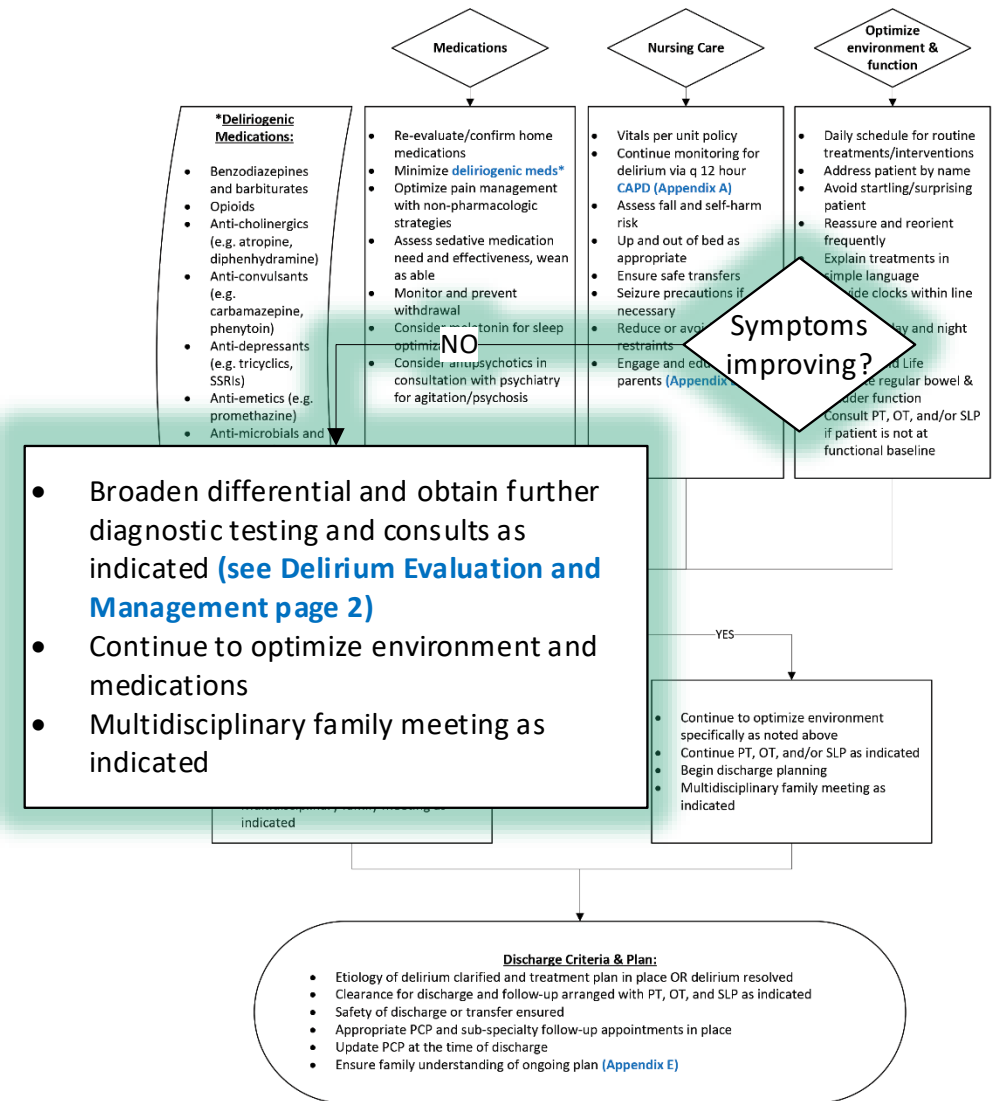 Medications
Nursing Care
Optimize
environment &
function
*Deliriogenic
Medications:
• Benzodiazepines
and barbiturates
• Opioids
• Anti-cholinergics
(e.g. atropine,
diphenhydramine)
• Anti-convulsants
(e.g.
carbamazepine,
phenytoin)
• Anti-depressants
(e.g. tricyclics,
SSRIs)
• Anti-emetics (e.g.
promethazine)
• Anti-microbials and
• Re-evaluate/confirm home
medications
• Minimize deliriogenic meds*
• Optimize pain management
with non-pharmacologic
strategies
• Assess sedative medication
need and effectiveness, wean
as able
• Monitor and prevent
withdrawal
• Consider melatonin for sleep
• Consider antipsychotics in
consultation with psychiatry
for agitation/psychosis
• Vitals per unit policy
• Continue monitoring for
delirium via q 12 hour
CAPD (Appendix A)
• Assess fall and self-harm
risk
• Up and out of bed as
appropriate
• Ensure safe transfers
• Seizure precautions if
necessary
• Reduce or avoid
restraints
• Engage and
parents (Appendix
• Daily schedule for routine
treatments/interventions
• Address patient by name
• Avoid startling/surprising
patient
• Reassure and reorient
frequently
• Explain treatments in
simple language
clocks within line
and night
Life
regular bowel &
function
Consult PT, OT, and/or SLP
if patient is not at
functional baseline
Symptoms
improving?
NO
• Broaden differential and obtain further
diagnostic testing and consults as
indicated (see Delirium Evaluation and
Management page 2)
• Continue to optimize environment and
medications
• Multidisciplinary family meeting as
indicated
indicated
YES
• Continue to optimize environment
specifically as noted above
• Continue PT, OT, and/or SLP as indicated
• Begin discharge planning
• Multidisciplinary family meeting as
indicated
Discharge Criteria & Plan:
• Etiology of delirium clarified and treatment plan in place OR delirium resolved
• Clearance for discharge and follow-up arranged with PT, OT, and SLP as indicated
• Safety of discharge or transfer ensured
• Appropriate PCP and sub-specialty follow-up appointments in place
• Update PCP at the time of discharge
• Ensure family understanding of ongoing plan (Appendix E)